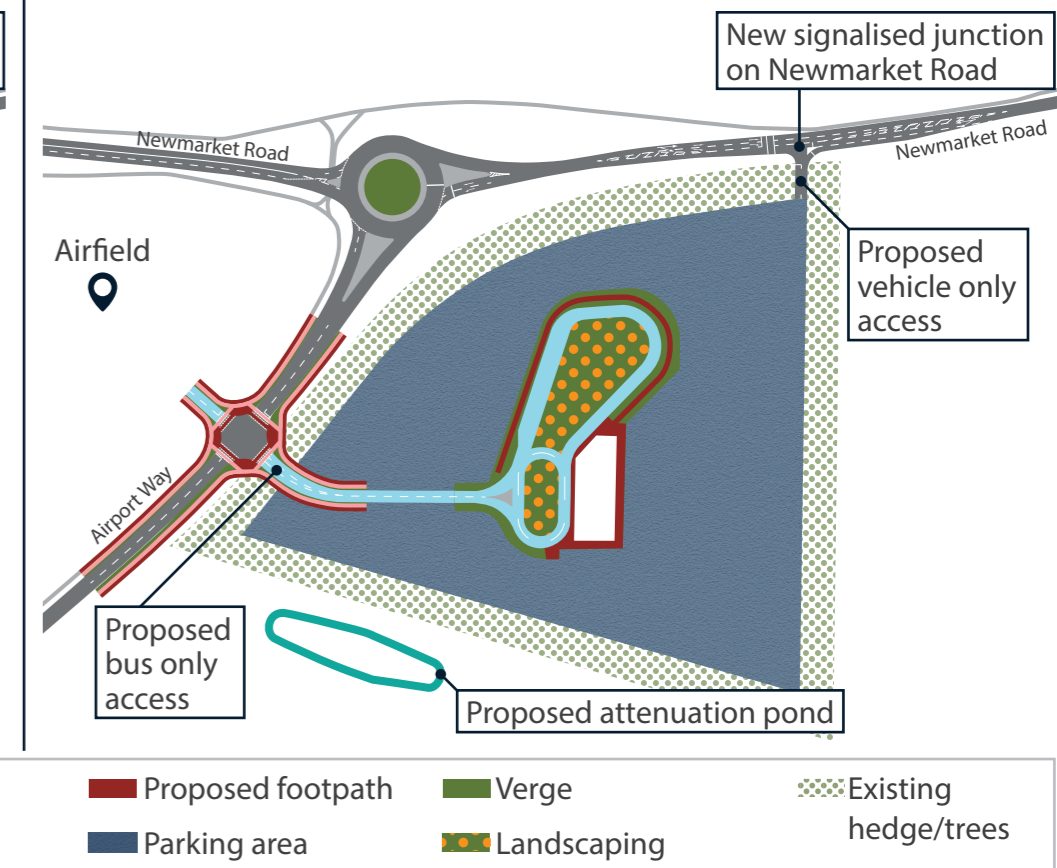 New signalised junction
on Newmarket Road
Newmarket Road
Newmarket Road
Airfield
Proposed
vehicle only
access
Airport Way
Proposed
bus only
access
Proposed attenuation pond
Proposed footpath
Verge
Existing
hedge/trees
Parking area
Landscaping